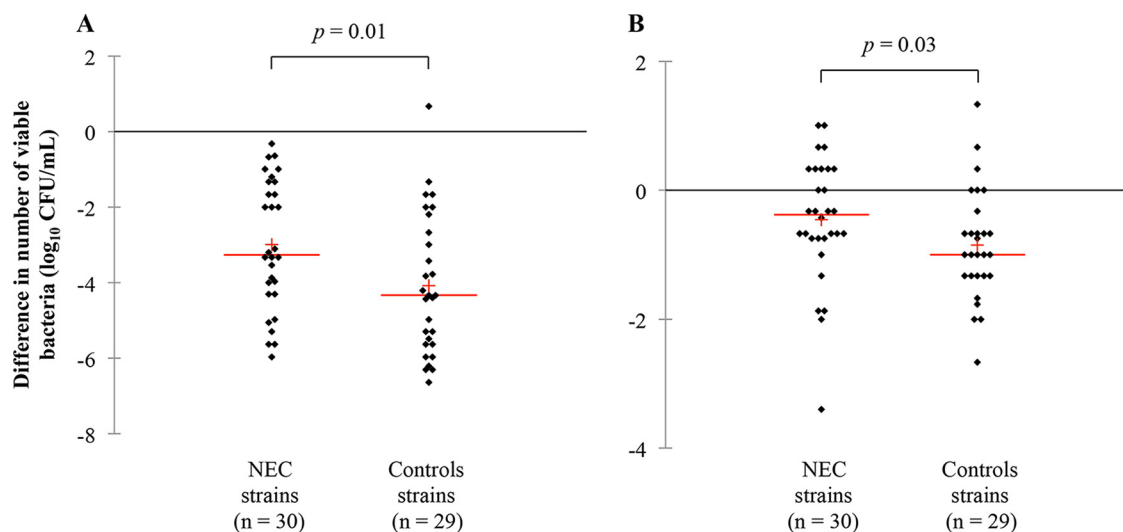 A
p = 0.01
2
0
-2
-4
-6
-8
Difference in number of viable
bacteria (log10 CFU/mL)
NEC
strains
(n = 30)
Controls
strains
(n = 29)
B
p = 0.03
2
0
-2
-4
NEC
strains
(n = 30)
Controls
strains
(n = 29)